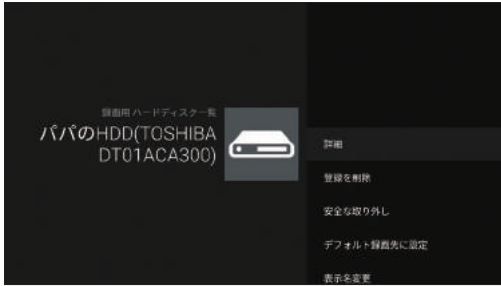 録画用 ハードディスク一覧
パパのHDD(TOSHIBA
DT01ACA300)
詳細
登録を削除
安全な取り外し
デフォルト録画先に設定
表示名変更